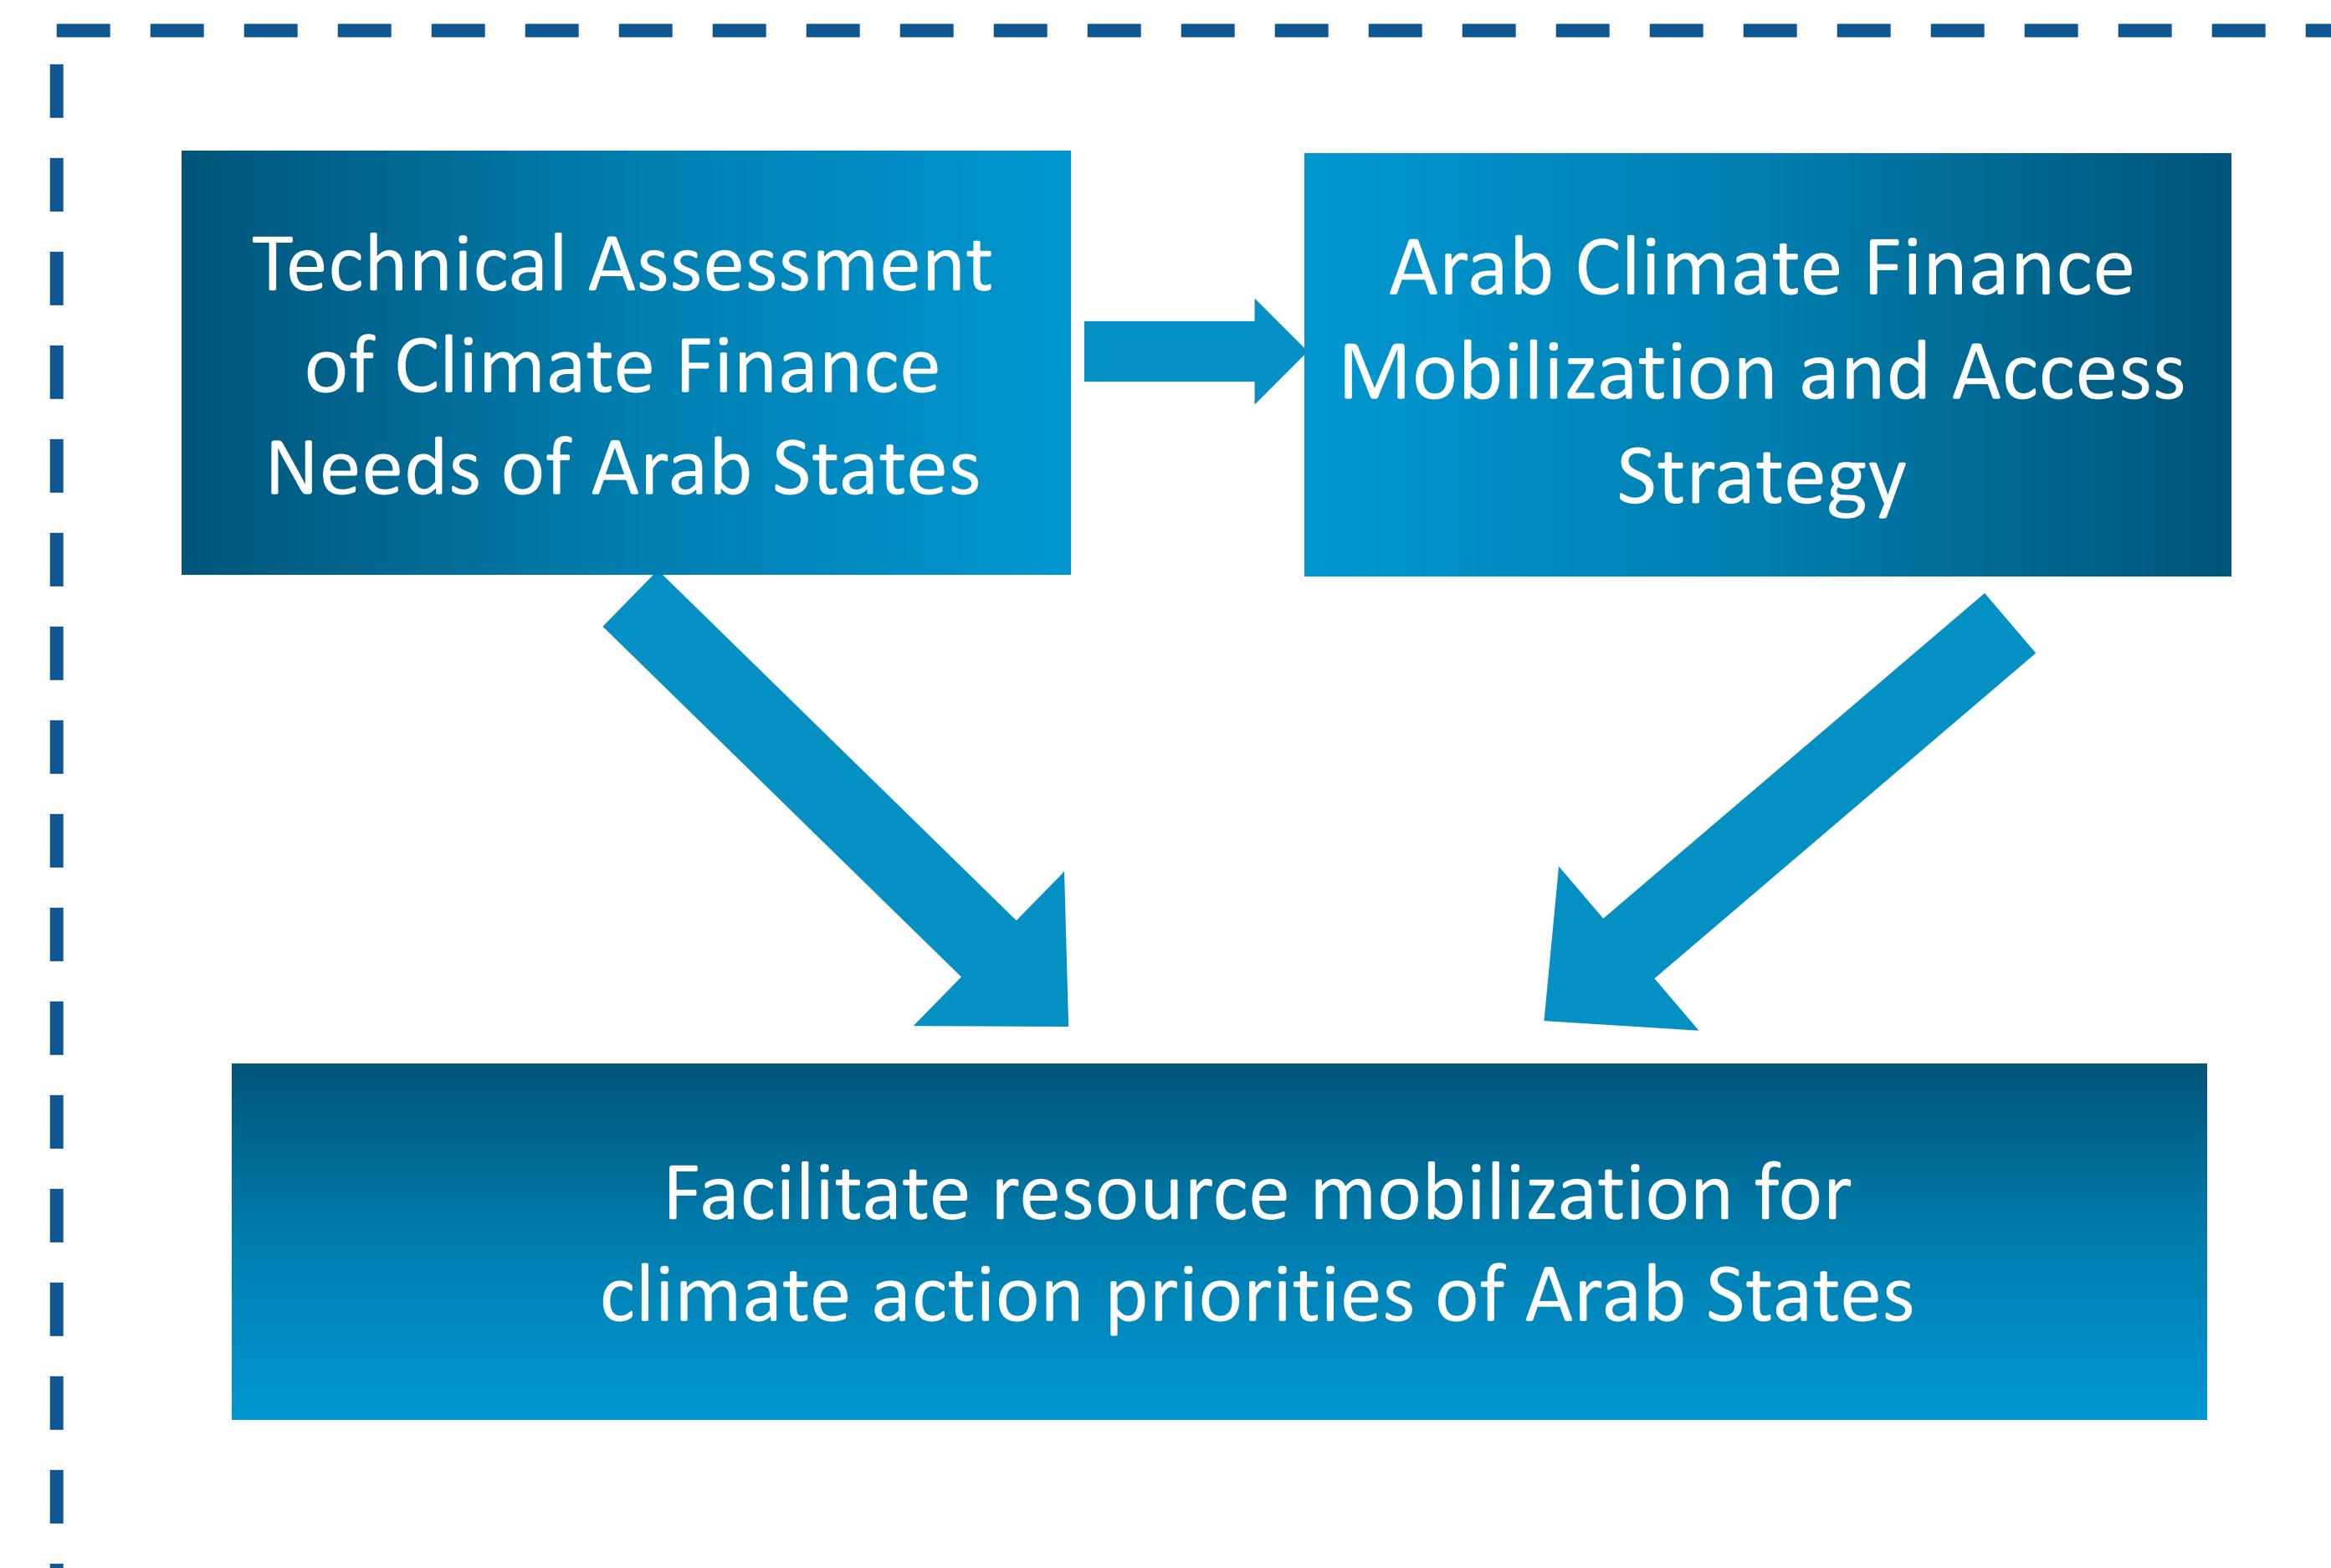 Technical Assessment
of Climate Finance
Needs of Arab States
Arab Climate Finance
Mobilization and Access
Strategy
Facilitate resource mobilization for
climate action priorities of Arab States